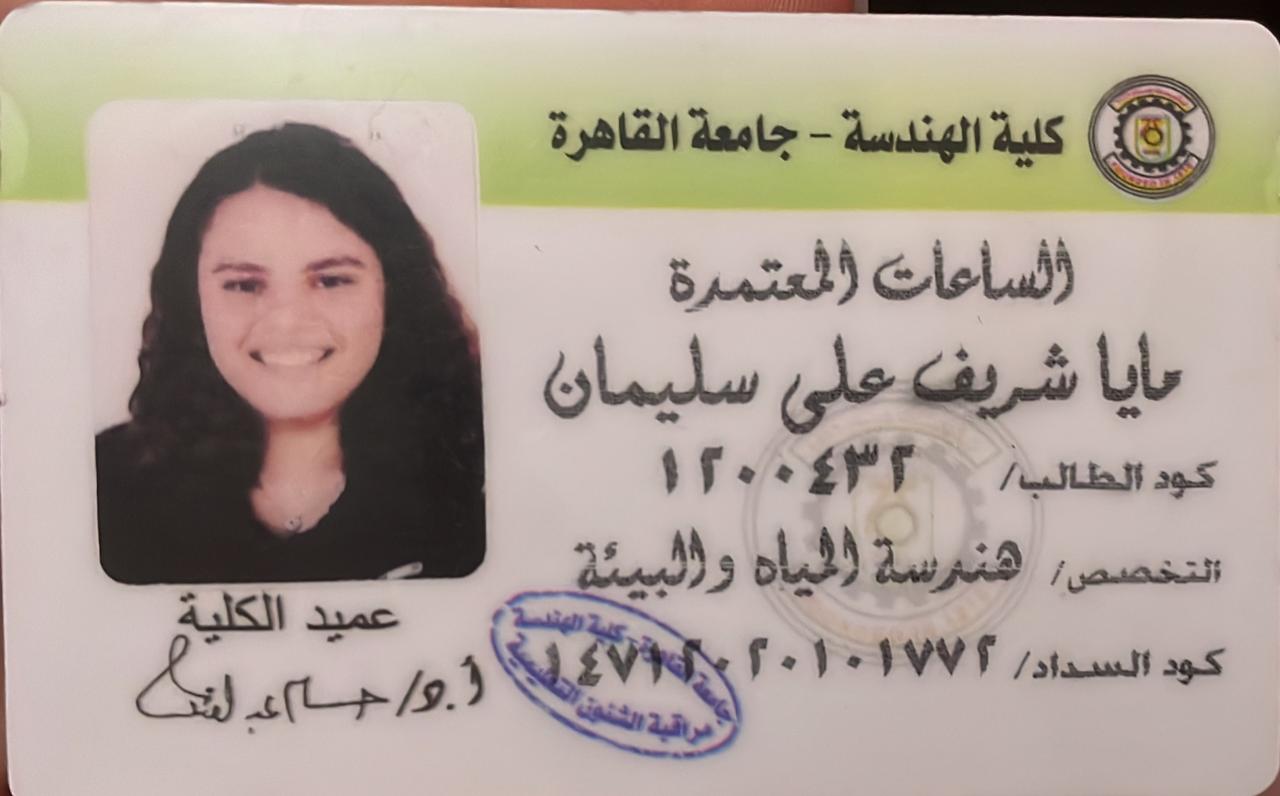 كلية الهندسة - جامعة القاهرة
الساعات المعتمدة
مايا شريف على سليمان
كود الطالب/ ١٢٠٠٤٣٢
التخصص/ هندسة المياه والبيئة
كود السداد/ ١٤٧١٢٠٢٠١٠١٧٧٢
عميد الكلية
أ.د/ حسام عبد الفتاح
جامعة القاهرة - كلية الهندسة
مراقبة الشئون التعليمية